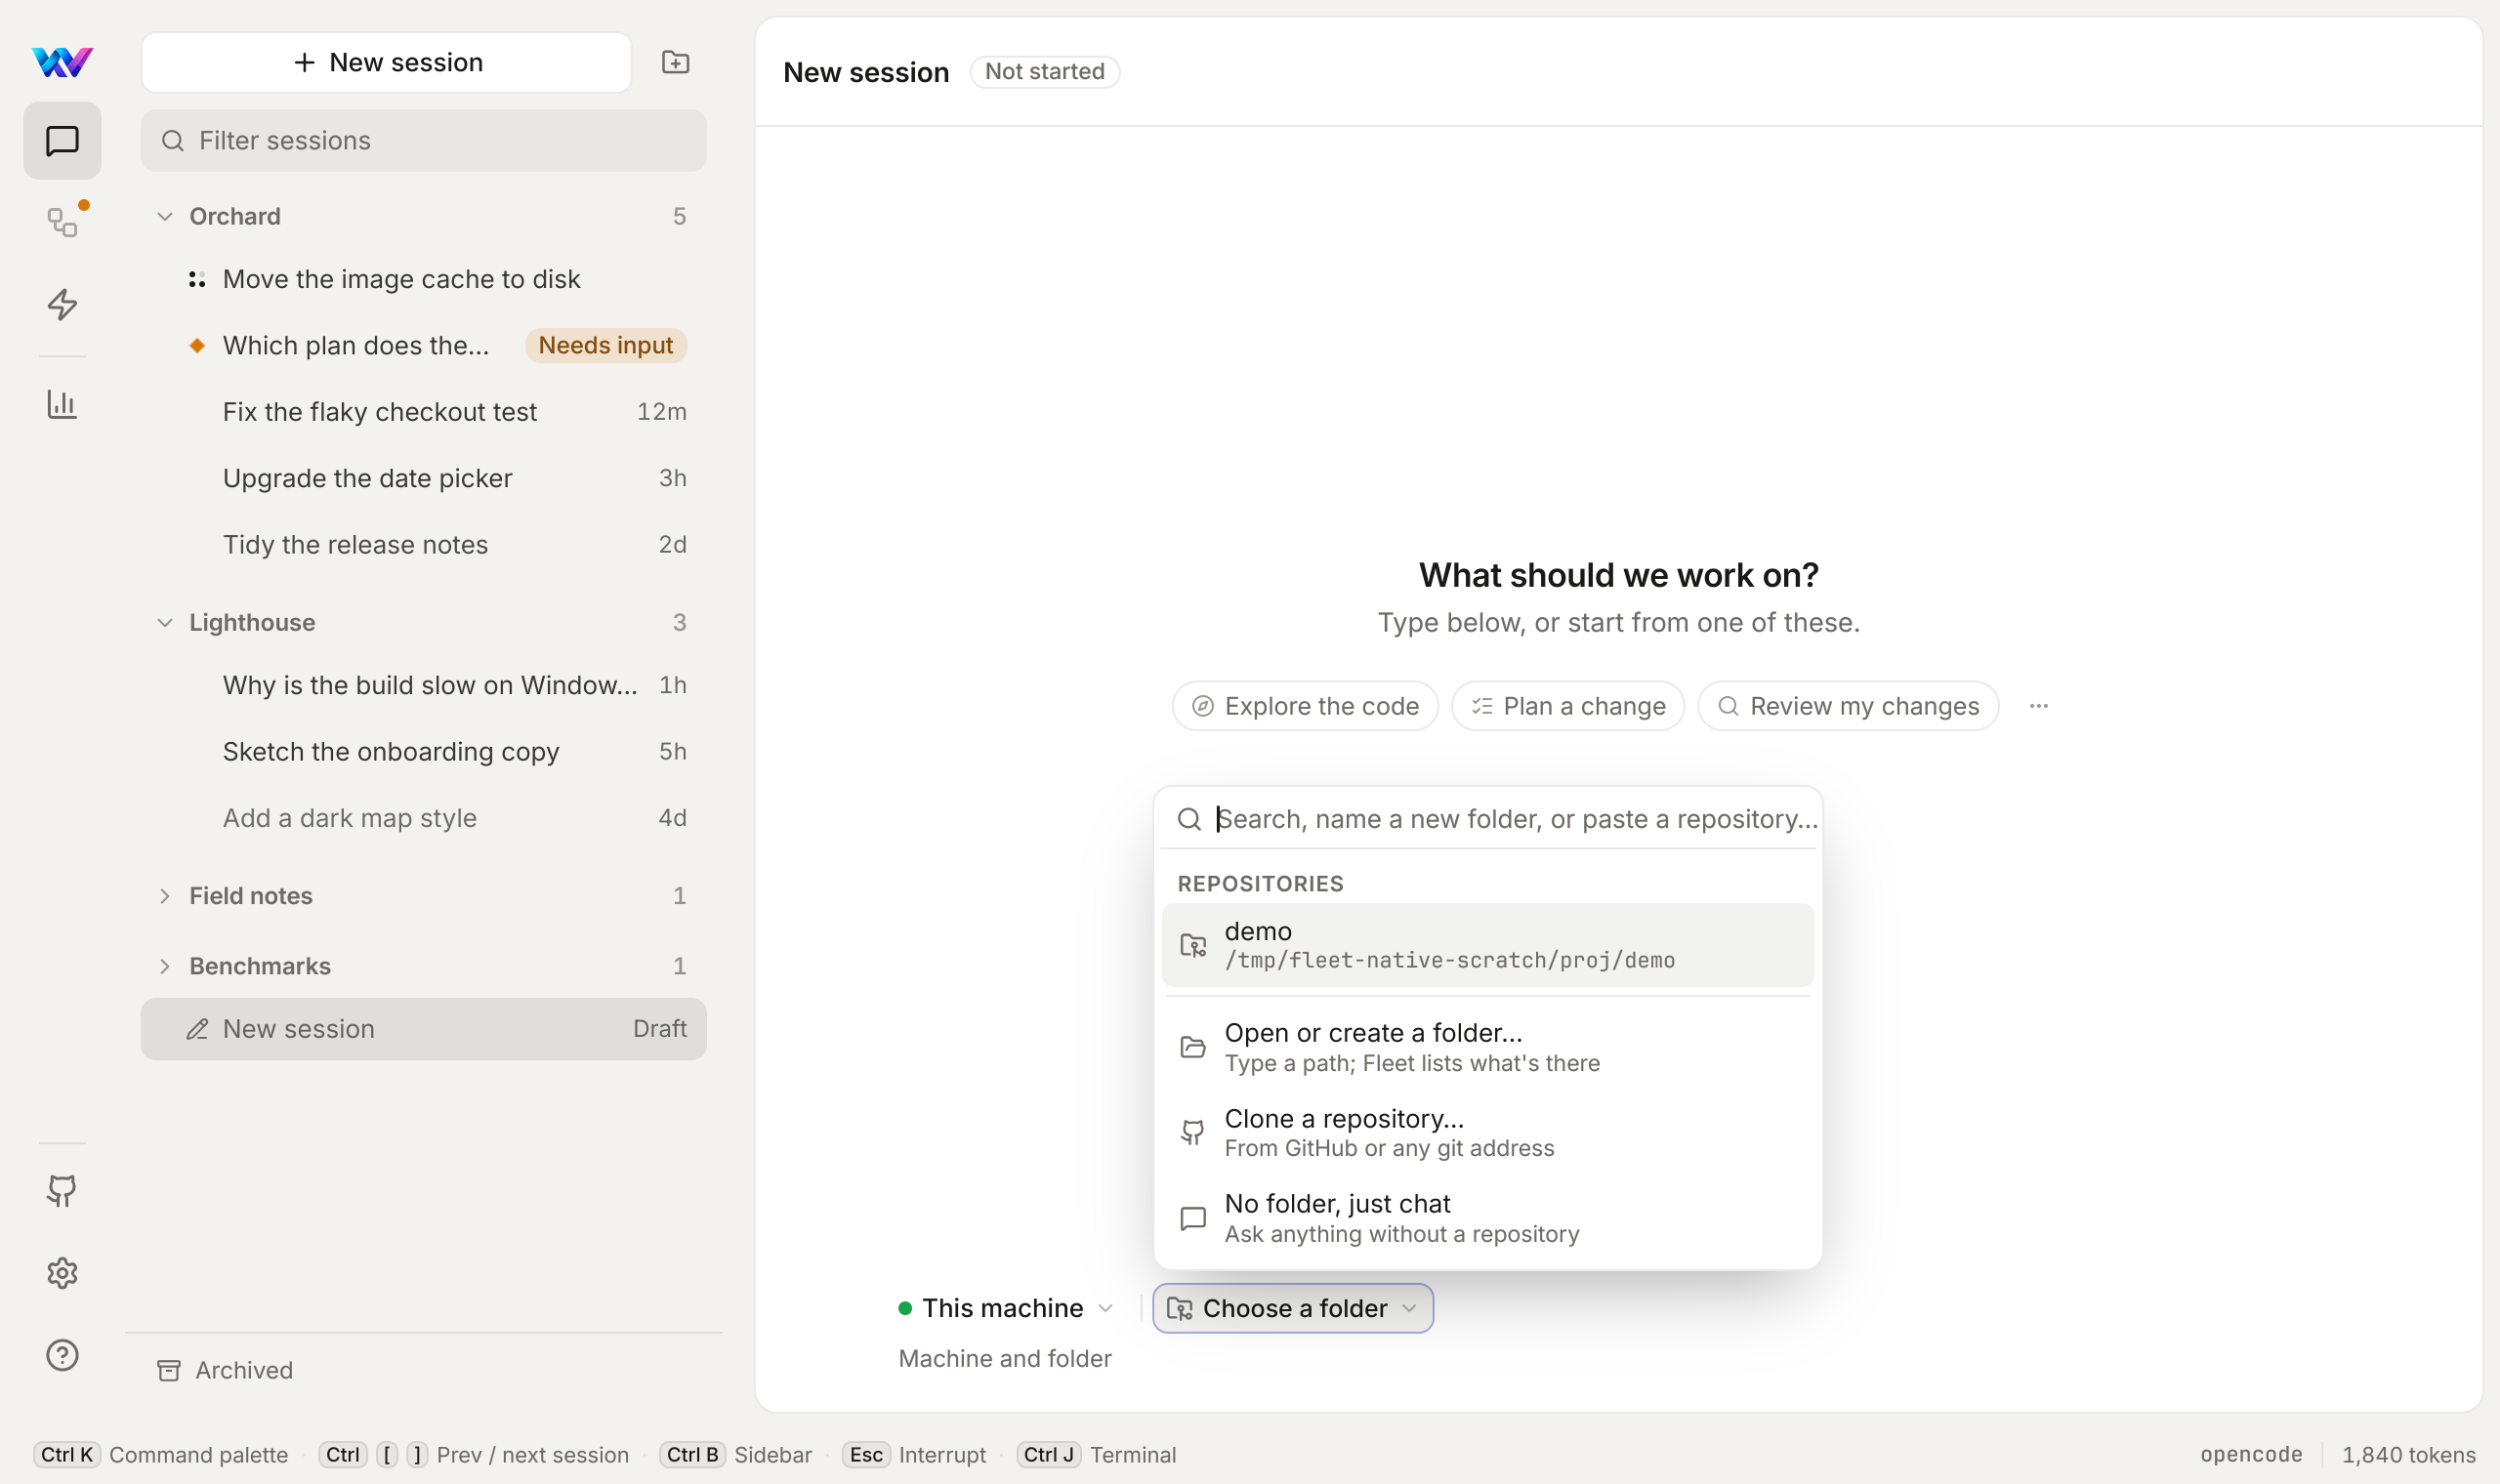 New session
Filter sessions
Orchard 5
Move the image cache to disk
Which plan does the... Needs input
Fix the flaky checkout test 12m
Upgrade the date picker 3h
Tidy the release notes 2d
Lighthouse 3
Why is the build slow on Window... 1h
Sketch the onboarding copy 5h
Add a dark map style 4d
Field notes 1
Benchmarks 1
New session Draft
Archived
New session Not started
What should we work on?
Type below, or start from one of these.
Explore the code Plan a change Review my changes
Search, name a new folder, or paste a repository...
REPOSITORIES
demo
/tmp/fleet-native-scratch/proj/demo
Open or create a folder...
Type a path; Fleet lists what's there
Clone a repository...
From GitHub or any git address
No folder, just chat
Ask anything without a repository
This machine Choose a folder
Machine and folder
Ctrl K Command palette · Ctrl [ ] Prev / next session · Ctrl B Sidebar · Esc Interrupt · Ctrl J Terminal
opencode 1,840 tokens